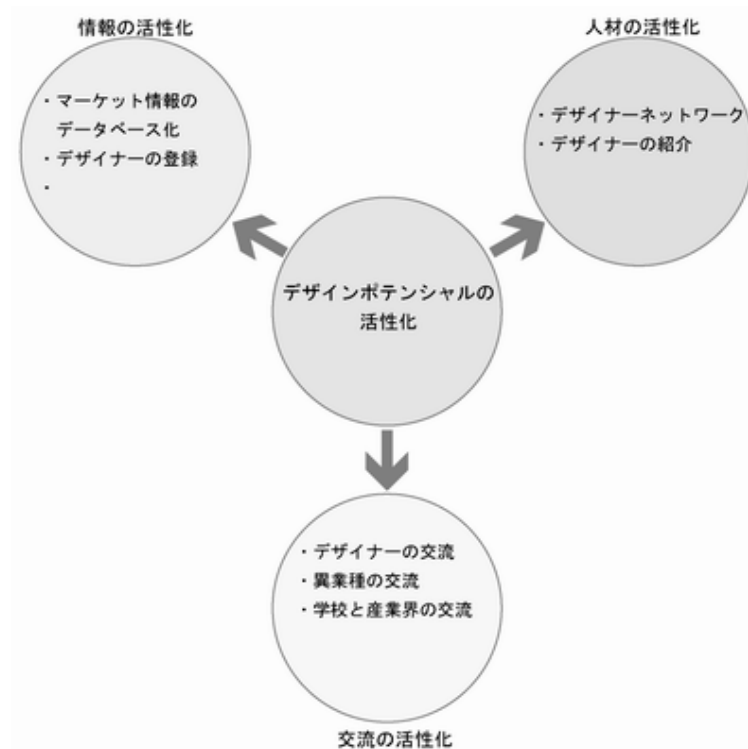 情報の活性化
・マーケット情報の
データベース化
・デザイナーの登録
・
人材の活性化
・デザイナーネットワーク
・デザイナーの紹介
デザインポテンシャルの
活性化
・デザイナーの交流
・異業種の交流
・学校と産業界の交流
交流の活性化